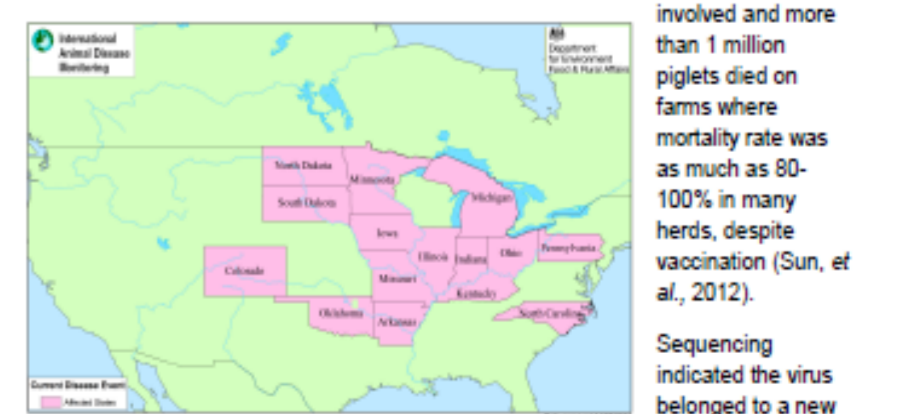 International
Animal Disease
Monitoring
Department
for Environment
Food & Rural Affairs
North Dakota
Minnesota
South Dakota
Michigan
Iowa
Illinois
Indiana
Ohio
Pennsylvania
Colorado
Missouri
Kentucky
Oklahoma
Arkansas
North Carolina
Current Disease Event
Affected States
involved and more
than 1 million
piglets died on
farms where
mortality rate was
as much as 80-
100% in many
herds, despite
vaccination (Sun, et
al., 2012).
Sequencing
indicated the virus
belonged to a new